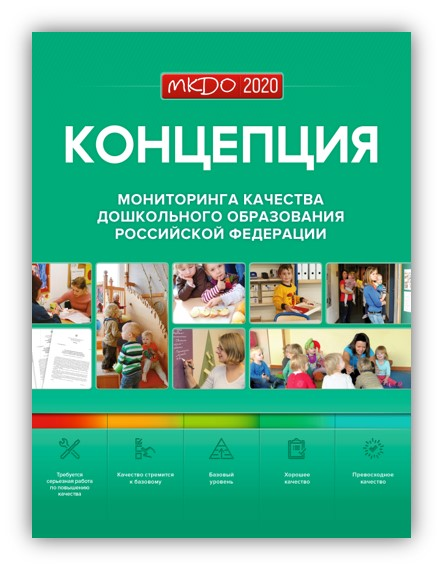 МКДО 2020
КОНЦЕПЦИЯ
МОНИТОРИНГА КАЧЕСТВА
ДОШКОЛЬНОГО ОБРАЗОВАНИЯ
РОССИЙСКОЙ ФЕДЕРАЦИИ
Требуется
серьезная работа
по повышению
качества
Качество стремится
к базовому
Базовый
уровень
Хорошее
качество
Превосходное
качество